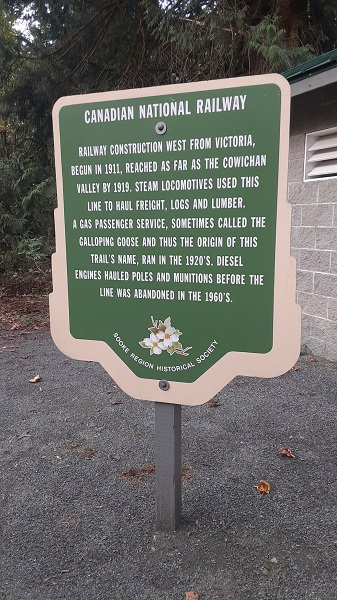 CANADIAN NATIONAL RAILWAY
RAILWAY CONSTRUCTION WEST FROM VICTORIA,
BEGUN IN 1911, REACHED AS FAR AS THE COWICHAN
VALLEY BY 1919. STEAM LOCOMOTIVES USED THIS
LINE TO HAUL FREIGHT, LOGS AND LUMBER.
A GAS PASSENGER SERVICE, SOMETIMES CALLED THE
GALLOPING GOOSE AND THUS THE ORIGIN OF THIS
TRAIL'S NAME, RAN IN THE 1920'S. DIESEL
ENGINES HAULED POLES AND MUNITIONS BEFORE THE
LINE WAS ABANDONED IN THE 1960'S.
SOOKE REGION HISTORICAL SOCIETY